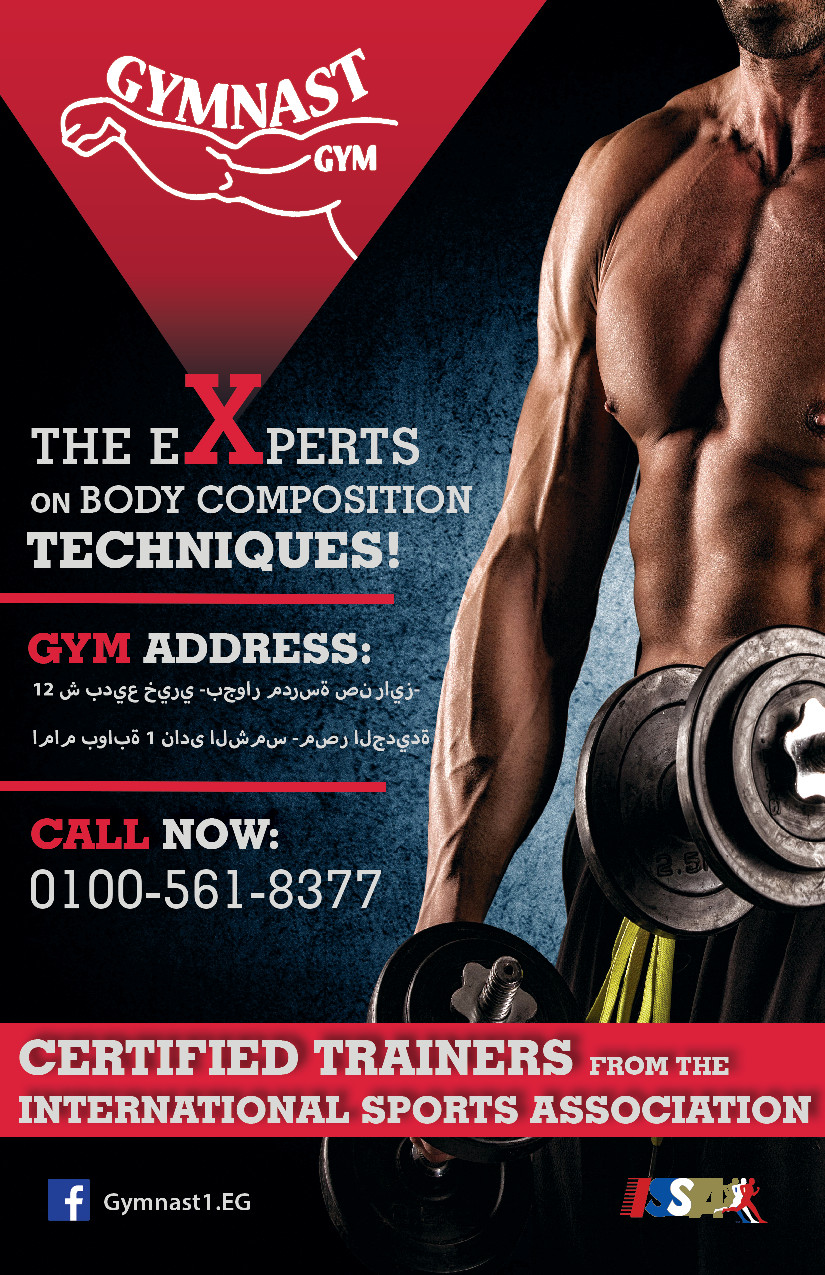 GYMNAST
GYM
THE EXPERTS
ON BODY COMPOSITION
TECHNIQUES!
GYM ADDRESS:
12 ش بديع خيري -بجوار مدرسة صن رايز-
امام بوابة 1 نادى الشمس -مصر الجديدة
CALL NOW:
0100-561-8377
2.5
CERTIFIED TRAINERS FROM THE
INTERNATIONAL SPORTS ASSOCIATION
f Gymnast1.EG
ISSA